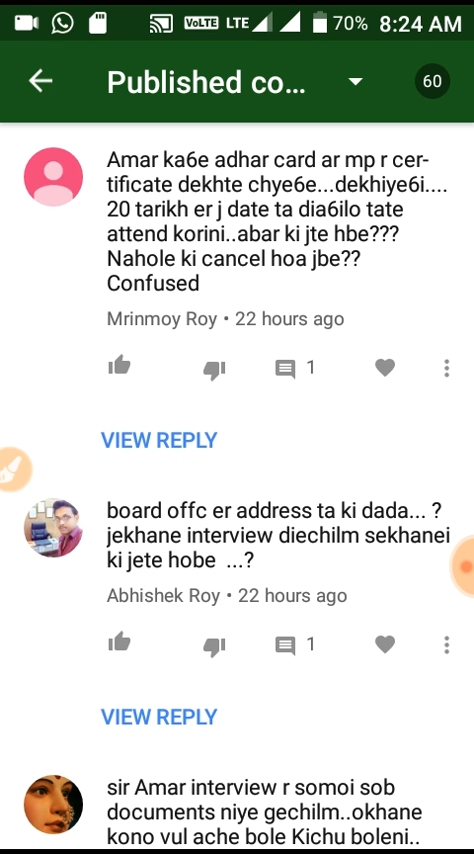 VoLTE LTE 70% 8:24 AM
Published co... 60
Amar ka6e adhar card ar mp r cer-
tificate dekhte chye6e...dekhiye6i....
20 tarikh er j date ta dia6ilo tate
attend korini..abar ki jte hbe???
Nahole ki cancel hoa jbe??
Confused
Mrinmoy Roy • 22 hours ago
1
VIEW REPLY
board offc er address ta ki dada... ?
jekhane interview diechilm sekhanei
ki jete hobe ...?
Abhishek Roy • 22 hours ago
1
VIEW REPLY
sir Amar interview r somoi sob
documents niye gechilm..okhane
kono vul ache bole Kichu boleni..